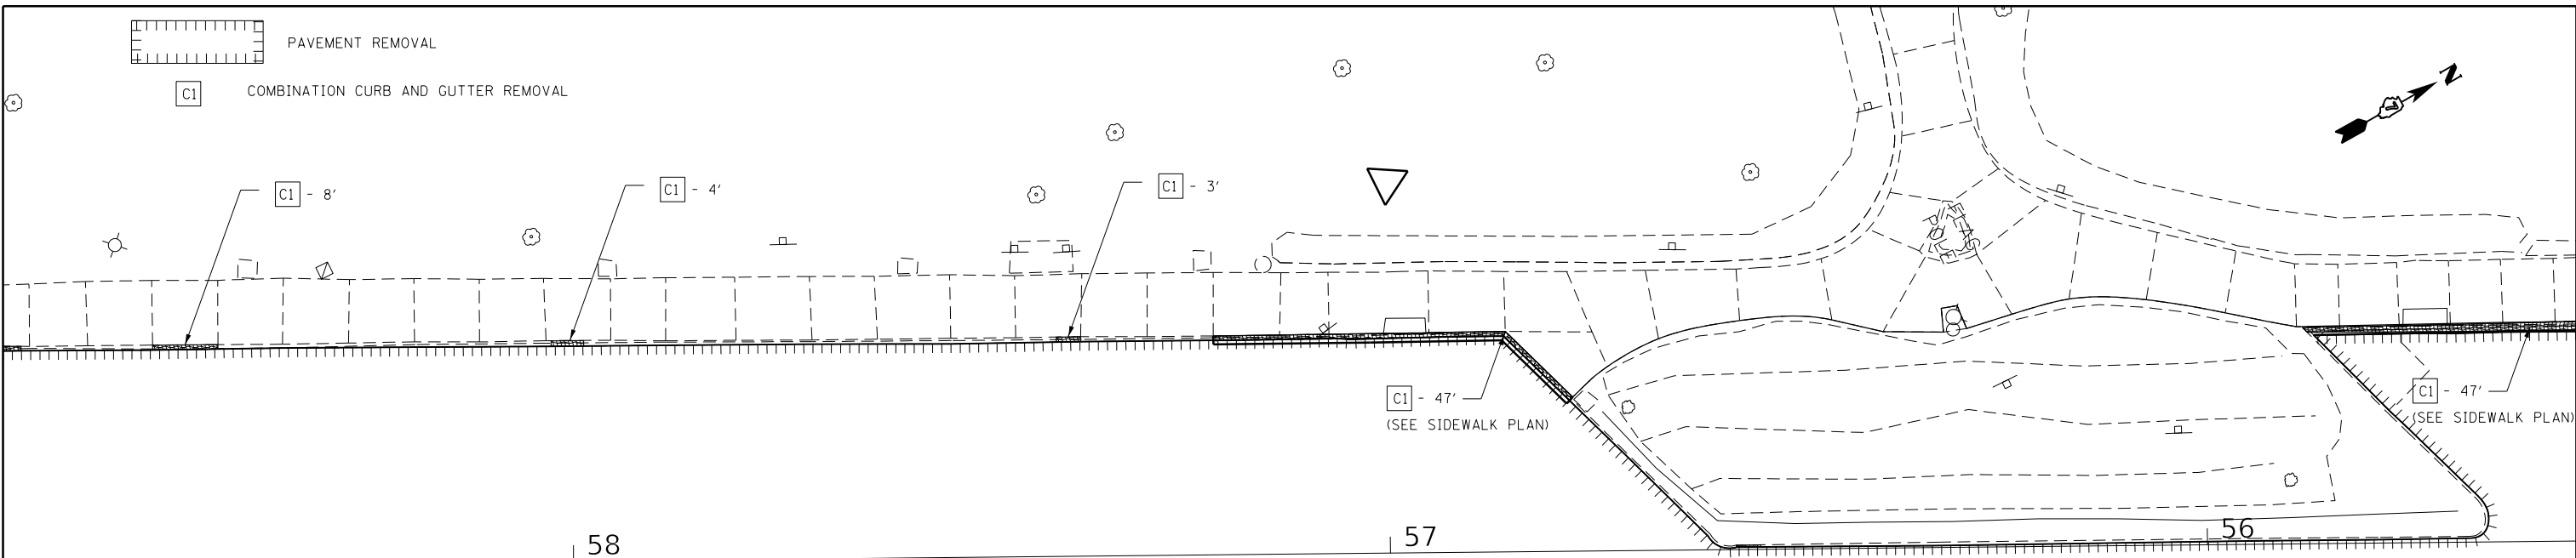 PAVEMENT REMOVAL
C1 COMBINATION CURB AND GUTTER REMOVAL
N
C1 - 8'
C1 - 4'
C1 - 3'
C1 - 47'
(SEE SIDEWALK PLAN)
C1 - 47'
(SEE SIDEWALK PLAN)
58
57
56